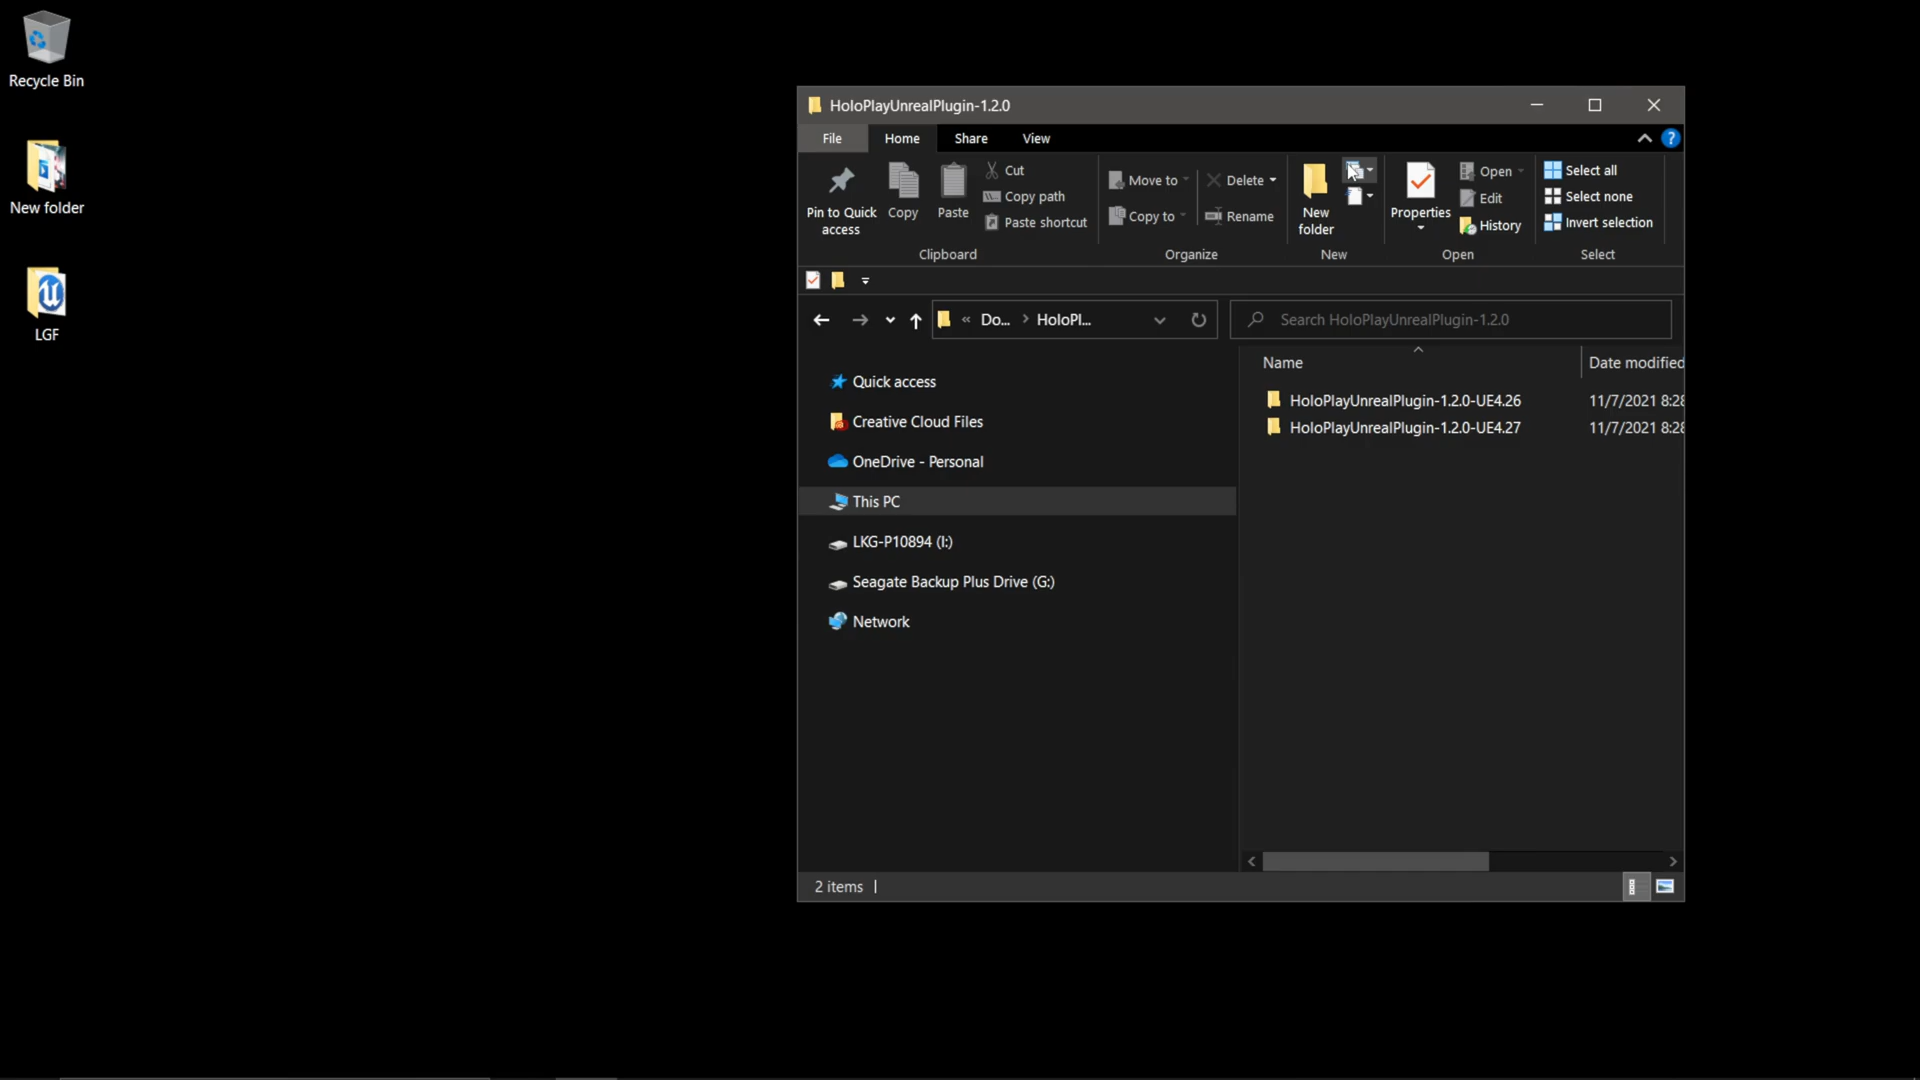 Recycle Bin
New folder
LGF
HoloPlayUnrealPlugin-1.2.0
File Home Share View
Pin to Quick access
Copy
Paste
Cut
Copy path
Paste shortcut
Clipboard
Move to
Copy to
Delete
Rename
Organize
New folder
New
Properties
Open
Edit
History
Open
Select all
Select none
Invert selection
Select
« Do... > HoloPl...
Search HoloPlayUnrealPlugin-1.2.0
Quick access
Creative Cloud Files
OneDrive - Personal
This PC
LKG-P10894 (I:)
Seagate Backup Plus Drive (G:)
Network
Name Date modified
HoloPlayUnrealPlugin-1.2.0-UE4.26 11/7/2021 8:28
HoloPlayUnrealPlugin-1.2.0-UE4.27 11/7/2021 8:28
2 items